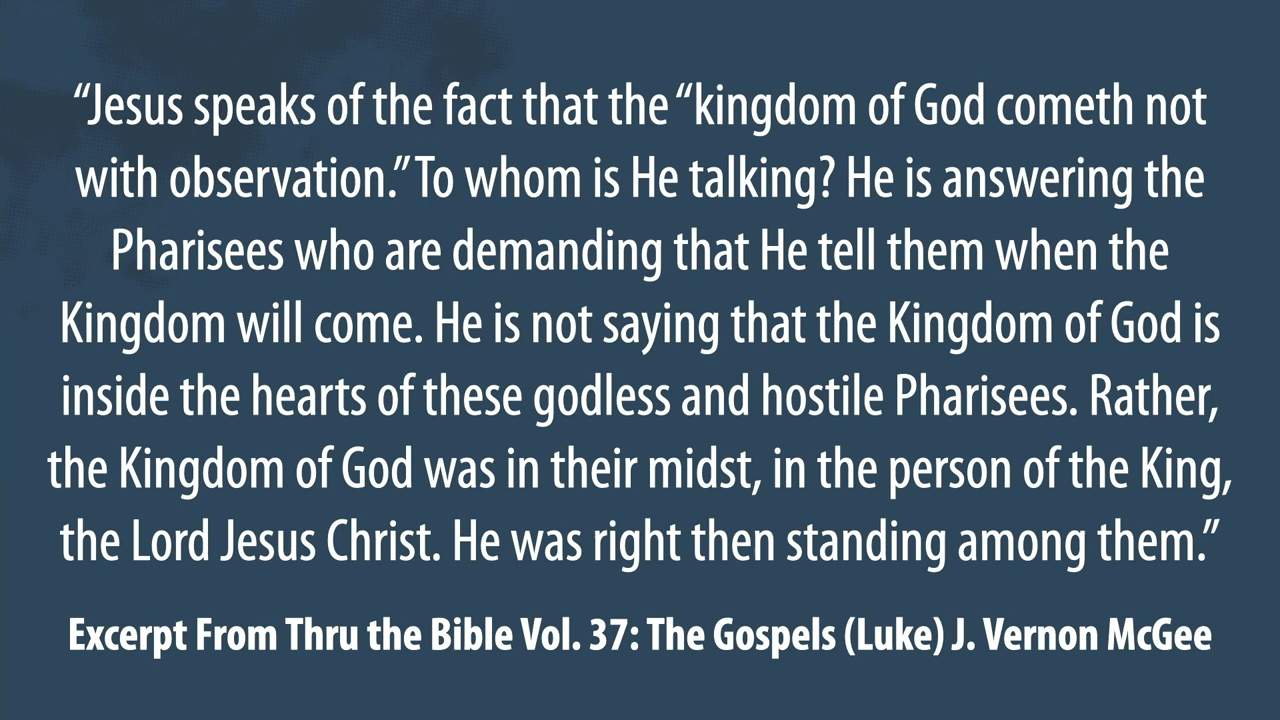 “Jesus speaks of the fact that the “kingdom of God cometh not
with observation.” To whom is He talking? He is answering the
Pharisees who are demanding that He tell them when the
Kingdom will come. He is not saying that the Kingdom of God is
inside the hearts of these godless and hostile Pharisees. Rather,
the Kingdom of God was in their midst, in the person of the King,
the Lord Jesus Christ. He was right then standing among them.”
Excerpt From Thru the Bible Vol. 37: The Gospels (Luke) J. Vernon McGee